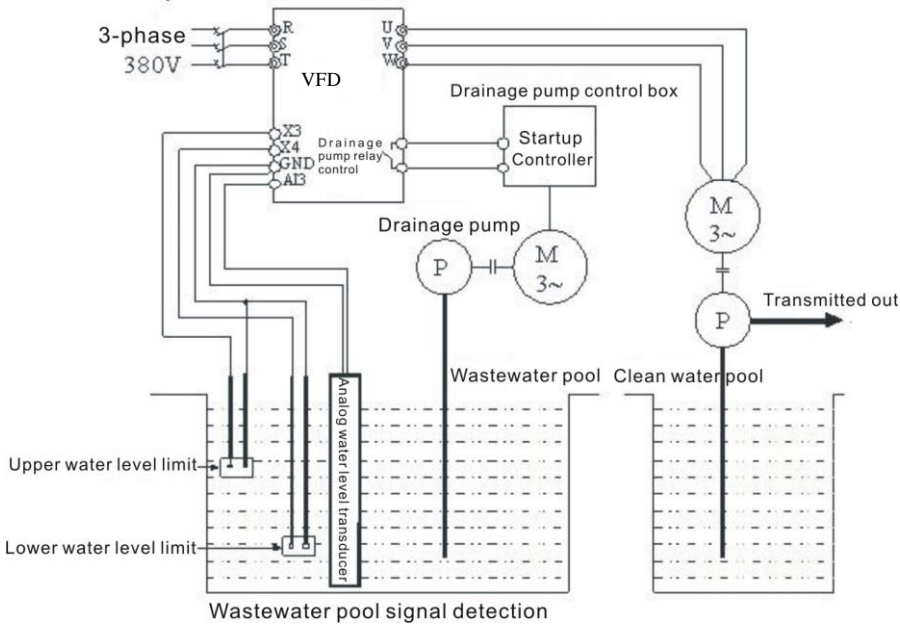 3-phase
380V
R
S
T
U
V
W
VFD
X3
X4
GND
AI3
Drainage
pump relay
control
Drainage pump control box
Startup
Controller
Drainage pump
P
M
3~
M
3~
P
Transmitted out
Wastewater pool
Clean water pool
Analog water level transducer
Upper water level limit
Lower water level limit
Wastewater pool signal detection